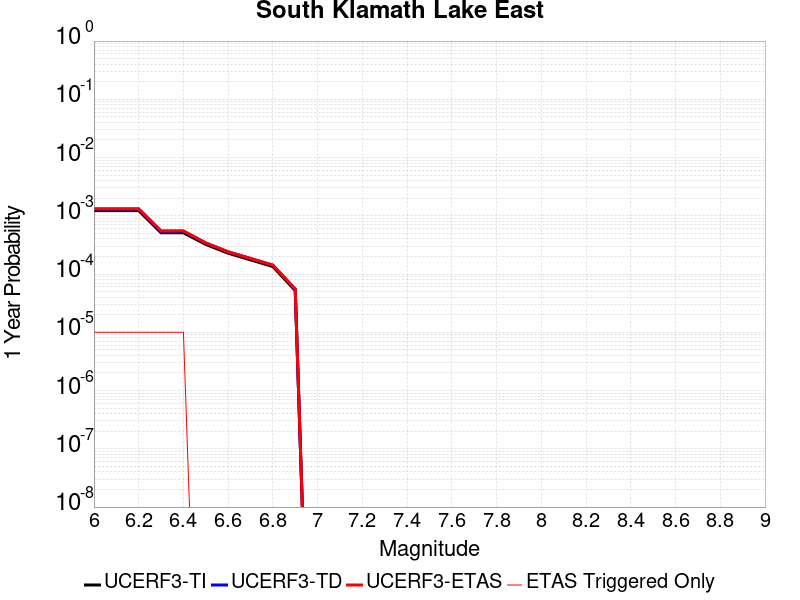 South Klamath Lake East
10^0
10^-1
10^-2
10^-3
10^-4
10^-5
10^-6
10^-7
10^-8
1 Year Probability
6 6.2 6.4 6.6 6.8 7 7.2 7.4 7.6 7.8 8 8.2 8.4 8.6 8.8 9
Magnitude
UCERF3-TI UCERF3-TD UCERF3-ETAS ETAS Triggered Only